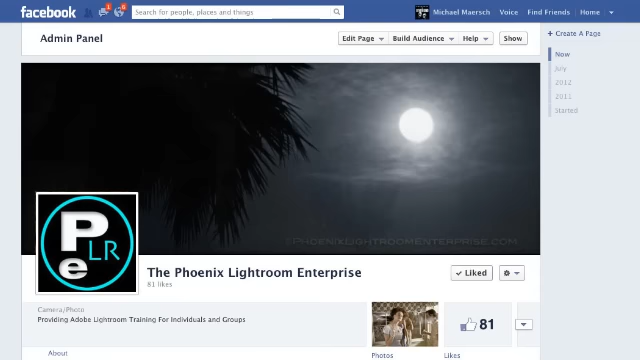 facebook
1
6
Search for people, places and things
Michael Maersch
Voice
Find Friends
Home
Admin Panel
Edit Page
Build Audience
Help
Show
Create A Page
Now
July
2012
2011
Started
©PHOENIXLIGHTROOMENTERPRISE.COM
P
LR
e
The Phoenix Lightroom Enterprise
81 likes
Liked
Camera/Photo
Providing Adobe Lightroom Training For Individuals and Groups
81
About
Photos
Likes